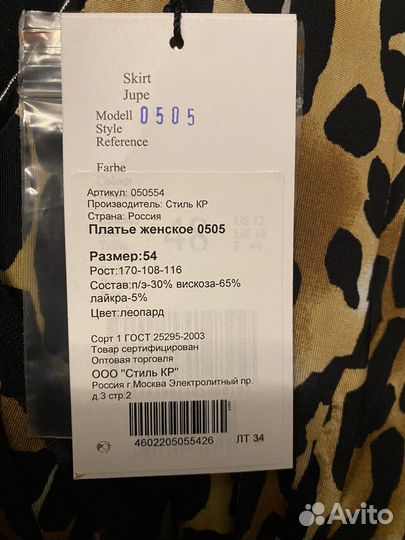 Skirt
Jupe
Modell 0505
Style
Reference
Farbe
Артикул: 050554
Производитель: Стиль КР
Страна: Россия
Платье женское 0505
48
Размер:54
Рост:170-108-116
Состав:п/э-30% вискоза-65%
лайкра-5%
Цвет:леопард
Сорт 1 ГОСТ 25295-2003
Товар сертифицирован
Оптовая торговля
ООО "Стиль КР"
Россия г.Москва Электролитный пр.
д.3 стр.2
4602205055426
ЛТ 34
Avito